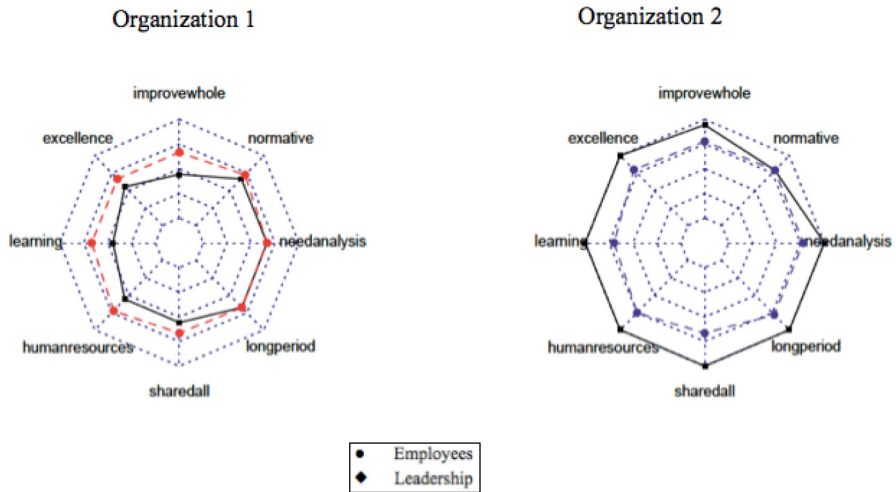 Organization 1
improvewhole
excellence
normative
learning
needanalysis
humanresources
longperiod
sharedall
Organization 2
improvewhole
excellence
normative
learning
needanalysis
humanresources
longperiod
sharedall
Employees
Leadership